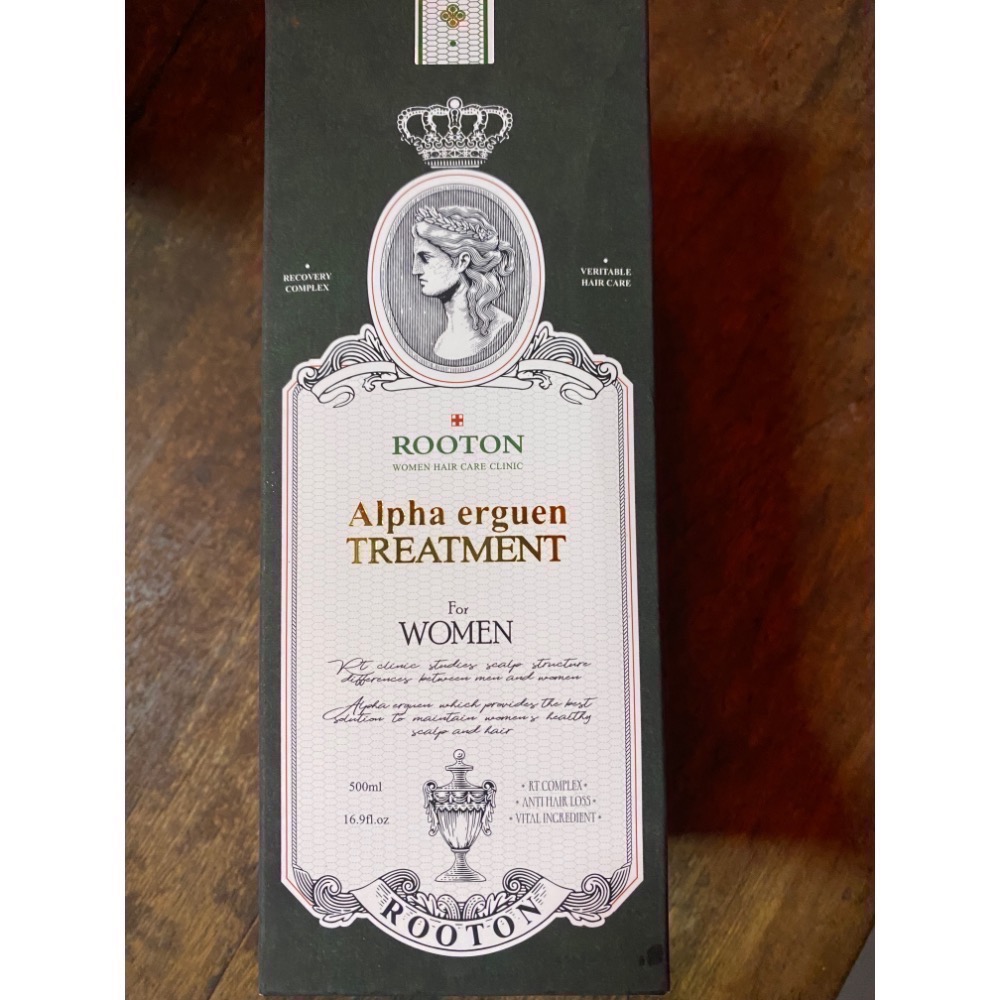 RECOVERY
COMPLEX
VERITABLE
HAIR CARE
ROOTON
WOMEN HAIR CARE CLINIC
Alpha erguen
TREATMENT
For
WOMEN
Rt clinic studies scalp structure
differences between men and women
Alpha erguen which provides the best
solution to maintain women's healthy
scalp and hair
500ml
16.9fl.oz
• RT COMPLEX •
• ANTI HAIR LOSS •
• VITAL INGREDIENT •
ROOTON